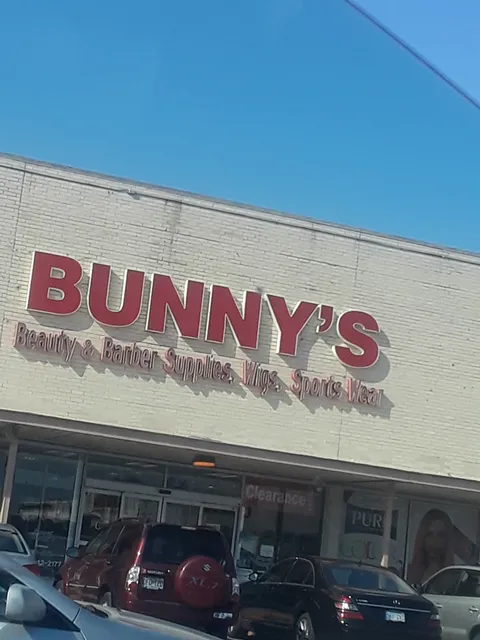 BUNNY'S
Beauty & Barber Supplies, Wigs, Sports Wear
Clearance
PUR
XL7